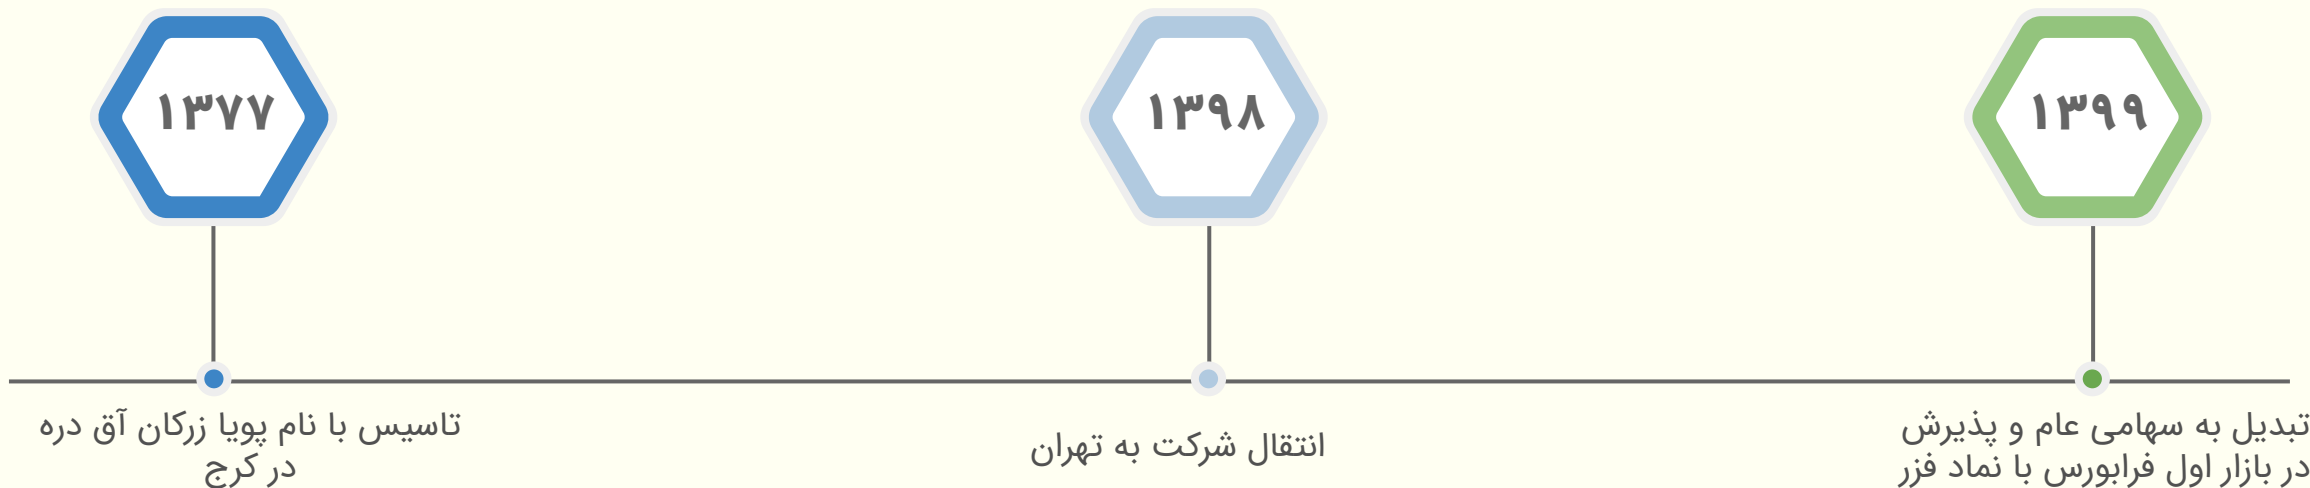 ۱۳۷۷
تاسیس با نام پویا زرکان آق دره
در کرج
۱۳۹۸
انتقال شرکت به تهران
۱۳۹۹
تبدیل به سهامی عام و پذیرش
در بازار اول فرابورس با نماد فزر